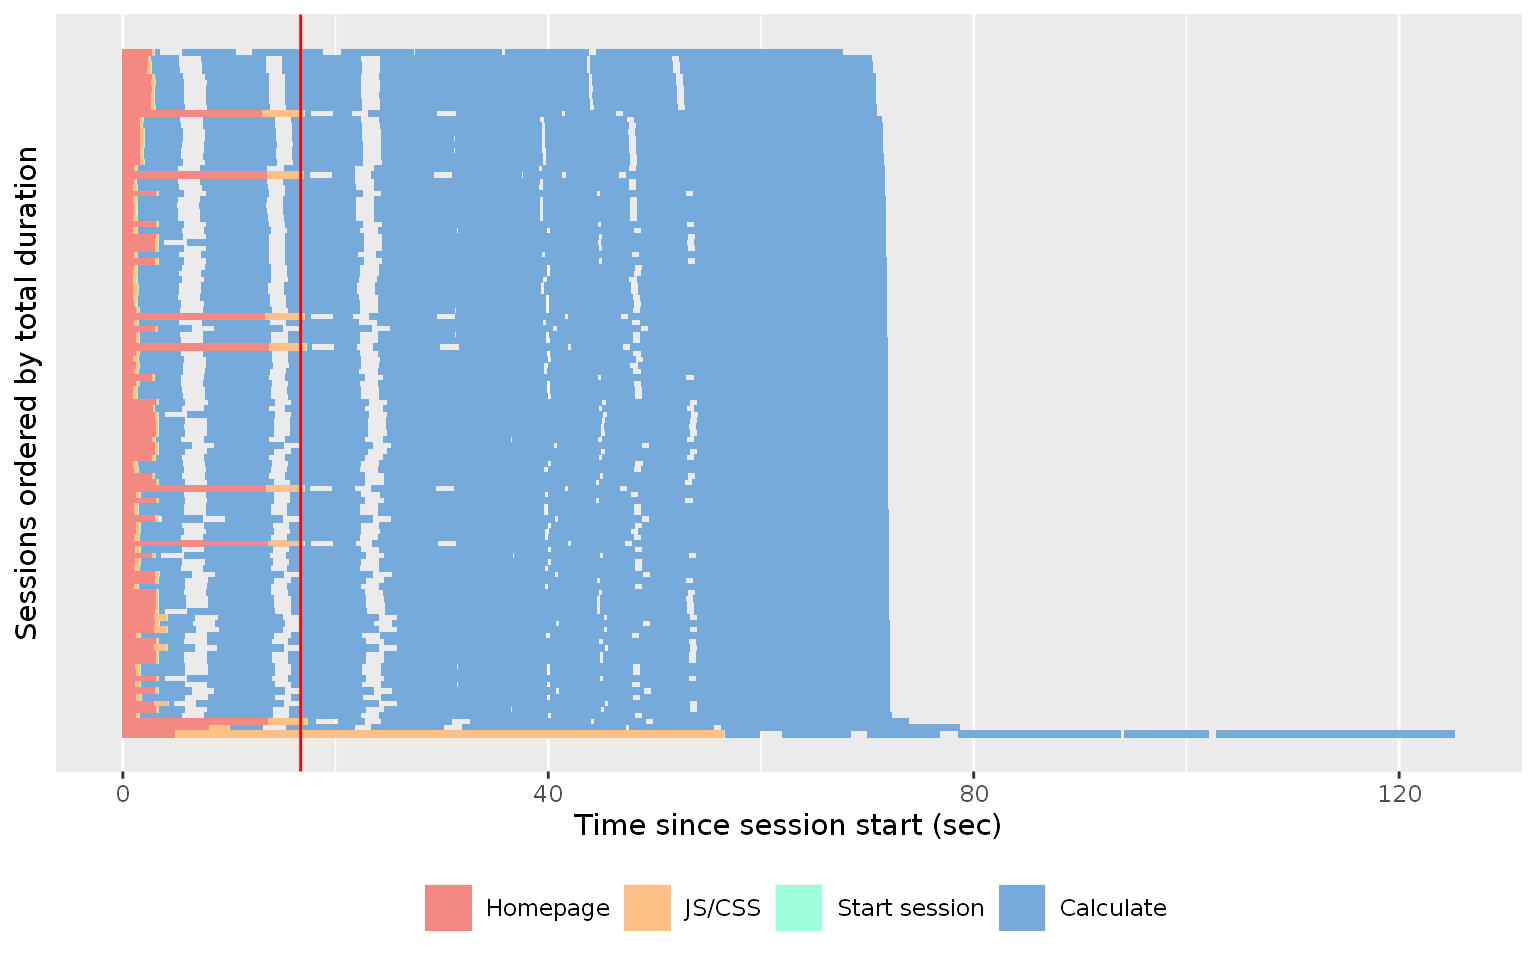 Sessions ordered by total duration
0 40 80 120
Time since session start (sec)
Homepage JS/CSS Start session Calculate